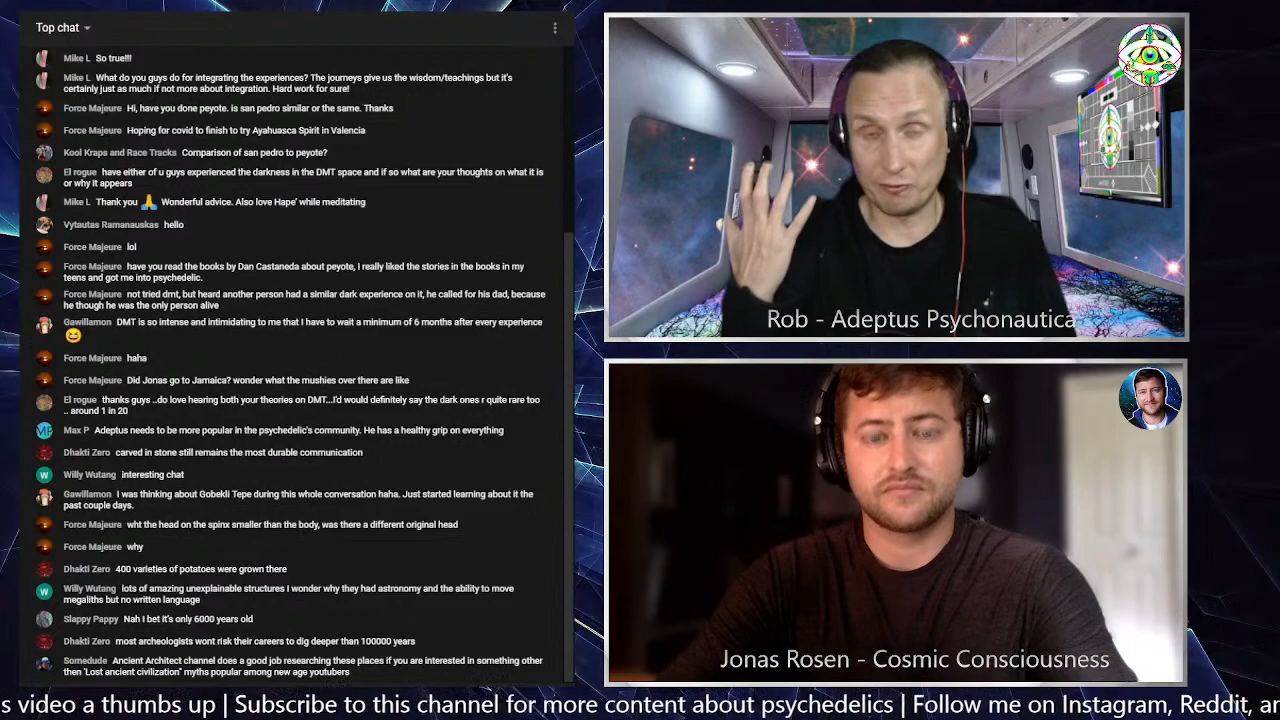 Top chat
Mike L So true!!!
Mike L What do you guys do for integrating the experiences? The journeys give us the wisdom/teachings but it's
certainly just as much if not more about integration. Hard work for sure!
Force Majeure Hi, have you done peyote. is san pedro similar or the same. Thanks
Force Majeure Hoping for covid to finish to try Ayahuasca Spirit in Valencia
Kool Kraps and Race Tracks Comparison of san pedro to peyote?
El rogue have either of u guys experienced the darkness in the DMT space and if so what are your thoughts on what it is
or why it appears
Mike L Thank you 🙏 Wonderful advice. Also love Hape' while meditating
Vytautas Ramanauskas hello
Force Majeure lol
Force Majeure have you read the books by Dan Castaneda about peyote, I really liked the stories in the books in my
teens and got me into psychedelic.
Force Majeure not tried dmt, but heard another person had a similar dark experience on it, he called for his dad, because
he though he was the only person alive
Gawillamon DMT is so intense and intimidating to me that I have to wait a minimum of 6 months after every experience
😆
Force Majeure haha
Force Majeure Did Jonas go to Jamaica? wonder what the mushies over there are like
El rogue thanks guys ..do love hearing both your theories on DMT...I'd would definitely say the dark ones r quite rare too
.. around 1 in 20
MP Max P Adeptus needs to be more popular in the psychedelic's community. He has a healthy grip on everything
Dhakti Zero carved in stone still remains the most durable communication
W Willy Wutang interesting chat
Gawillamon I was thinking about Gobekli Tepe during this whole conversation haha. Just started learning about it the
past couple days.
Force Majeure wht the head on the spinx smaller than the body, was there a different original head
Force Majeure why
Dhakti Zero 400 varieties of potatoes were grown there
W Willy Wutang lots of amazing unexplainable structures I wonder why they had astronomy and the ability to move
megaliths but no written language
Slappy Pappy Nah I bet it's only 6000 years old
Dhakti Zero most archeologists wont risk their careers to dig deeper than 100000 years
Somedude Ancient Architect channel does a good job researching these places if you are interested in something other
then 'Lost ancient civilization" myths popular among new age youtubers
Rob - Adeptus Psychonautica
Jonas Rosen - Cosmic Consciousness
s video a thumbs up | Subscribe to this channel for more content about psychedelics | Follow me on Instagram, Reddit, an